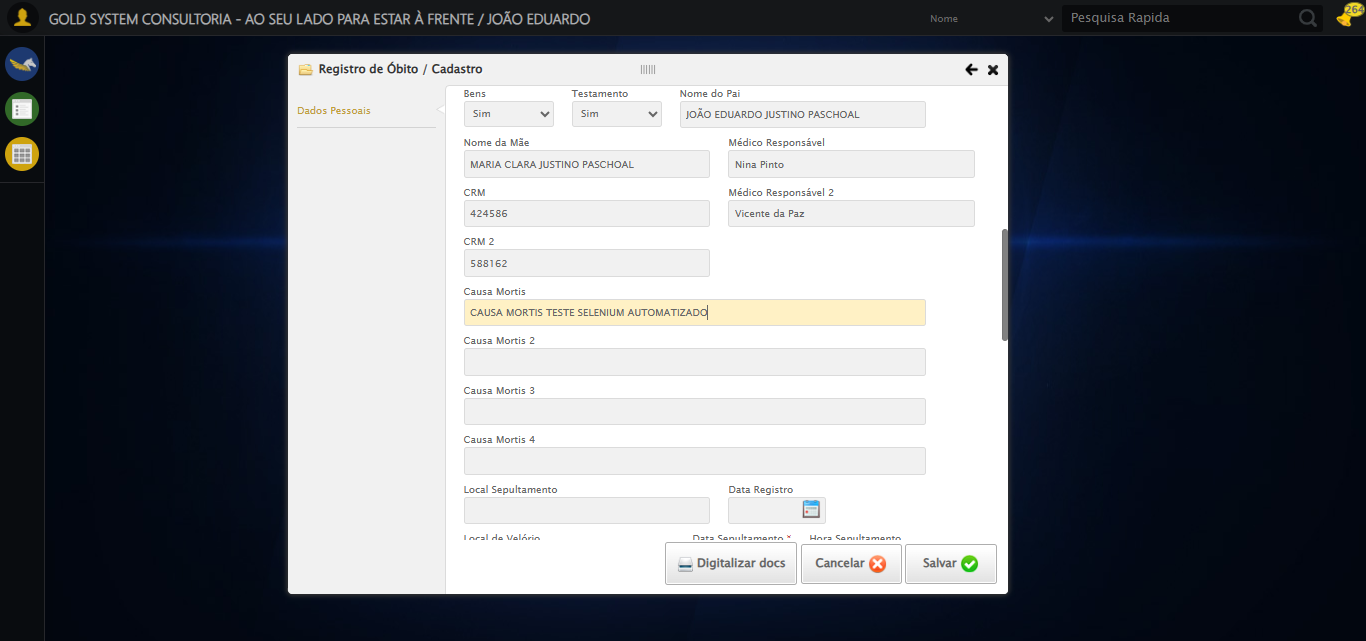 GOLD SYSTEM CONSULTORIA - AO SEU LADO PARA ESTAR À FRENTE / JOÃO EDUARDO
Nome
Pesquisa Rapida
264
Registro de Óbito / Cadastro
Dados Pessoais
Bens Testamento Nome do Pai
Sim Sim JOÃO EDUARDO JUSTINO PASCHOAL
Nome da Mãe Médico Responsável
MARIA CLARA JUSTINO PASCHOAL Nina Pinto
CRM Médico Responsável 2
424586 Vicente da Paz
CRM 2
588162
Causa Mortis
CAUSA MORTIS TESTE SELENIUM AUTOMATIZADO
Causa Mortis 2
Causa Mortis 3
Causa Mortis 4
Local Sepultamento Data Registro
Local de Velório Data Sepultamento * Hora Sepultamento
Digitalizar docs Cancelar Salvar